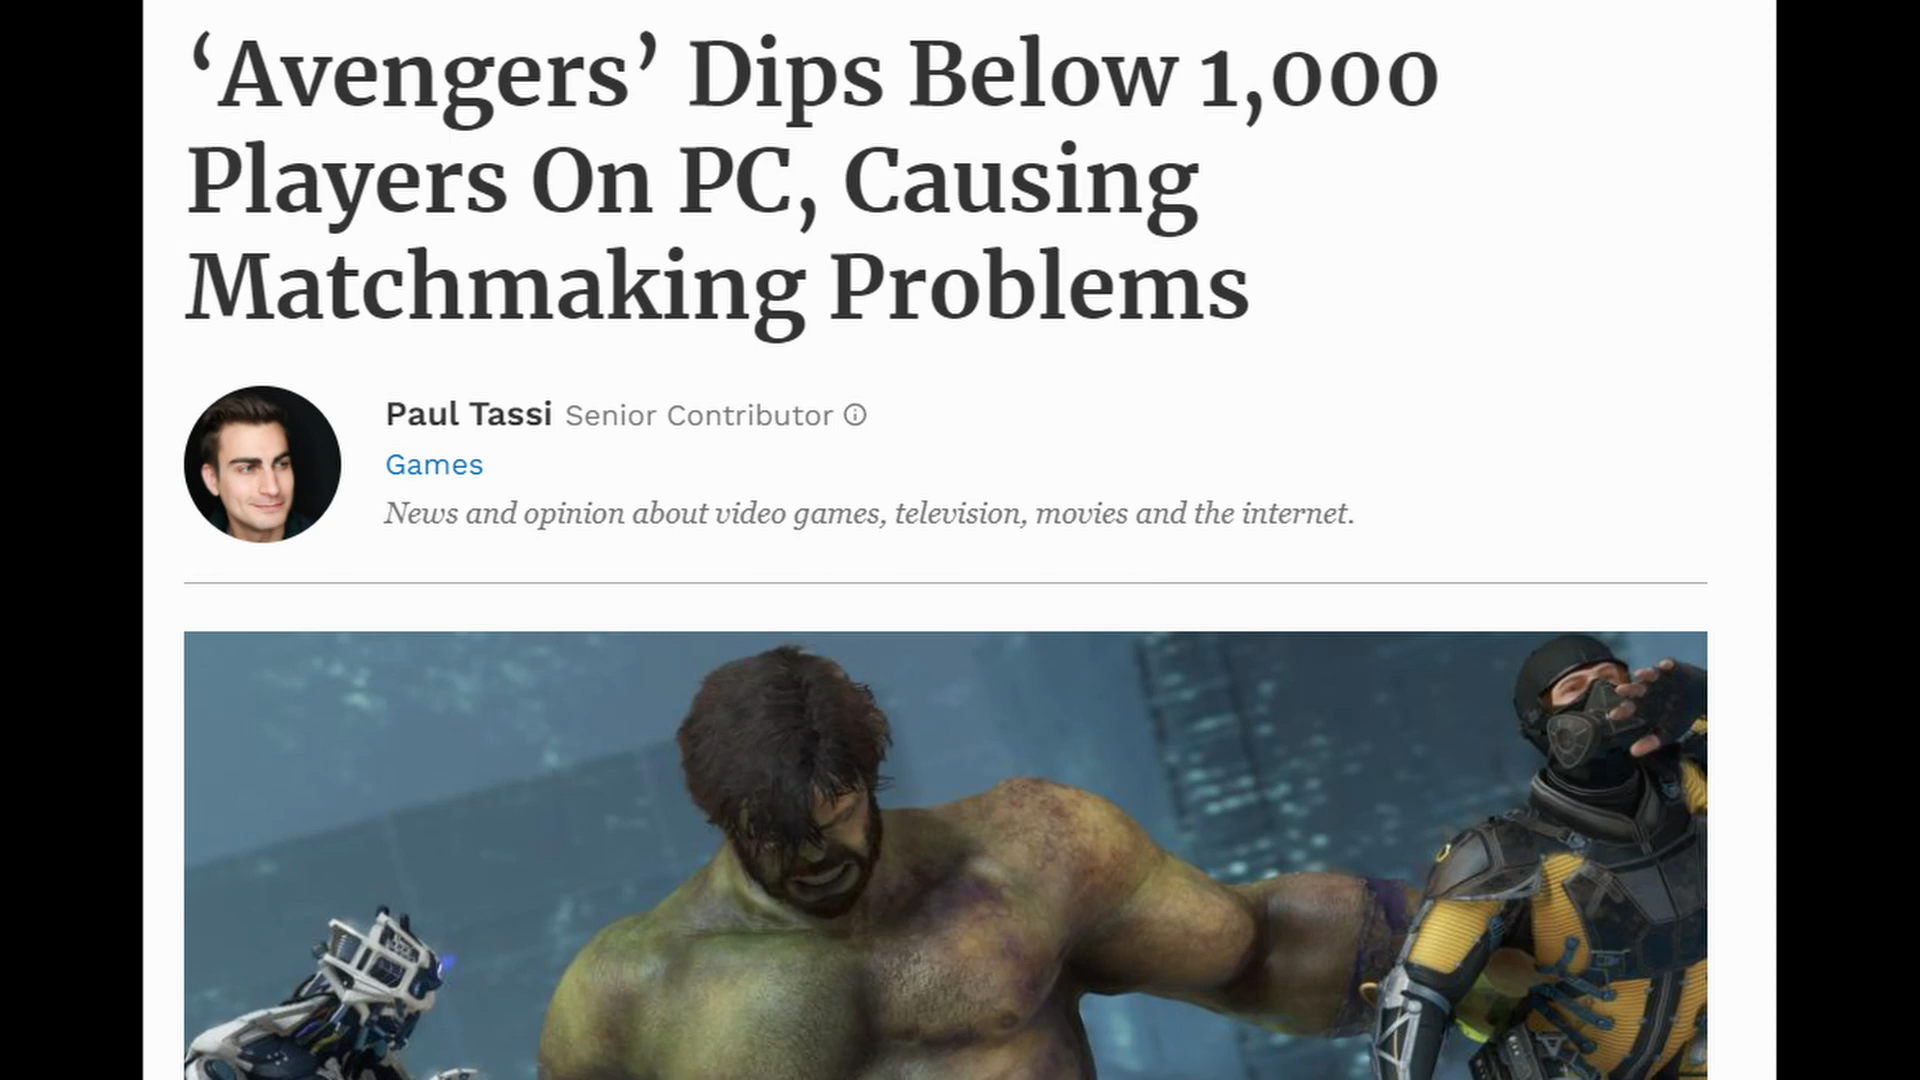 ‘Avengers’ Dips Below 1,000
Players On PC, Causing
Matchmaking Problems
Paul Tassi Senior Contributor
Games
News and opinion about video games, television, movies and the internet.